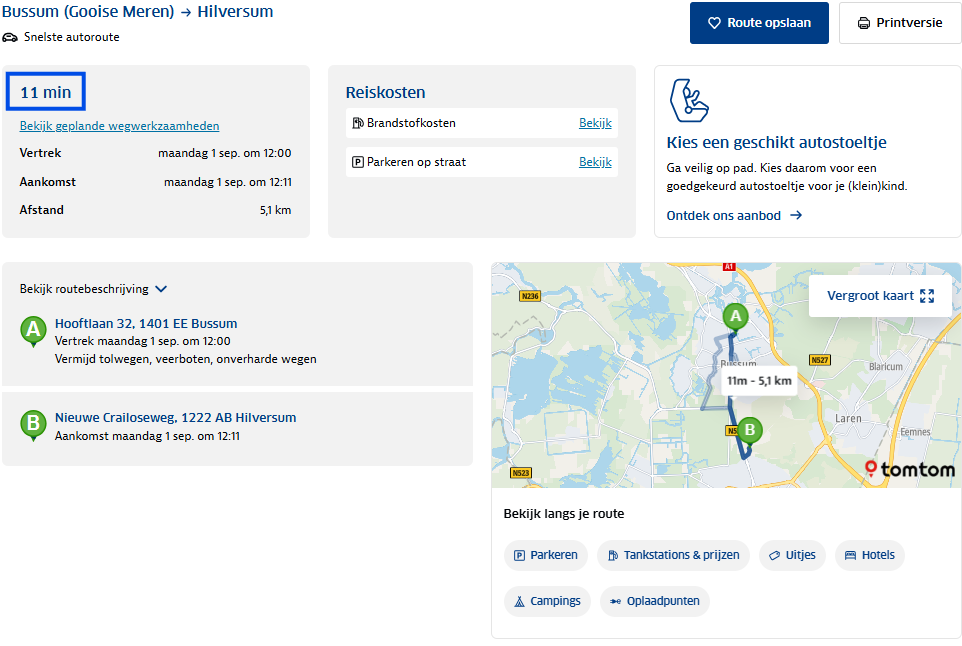 Bussum (Gooise Meren) → Hilversum
Snelste autoroute
Route opslaan
Printversie
11 min
Bekijk geplande wegwerkzaamheden
Vertrek maandag 1 sep. om 12:00
Aankomst maandag 1 sep. om 12:11
Afstand 5,1 km
Reiskosten
Brandstofkosten Bekijk
P Parkeren op straat Bekijk
Kies een geschikt autostoeltje
Ga veilig op pad. Kies daarom voor een
goedgekeurd autostoeltje voor je (klein)kind.
Ontdek ons aanbod →
Bekijk routebeschrijving
A
Hooftlaan 32, 1401 EE Bussum
Vertrek maandag 1 sep. om 12:00
Vermijd tolwegen, veerboten, onverharde wegen
B
Nieuwe Crailoseweg, 1222 AB Hilversum
Aankomst maandag 1 sep. om 12:11
A1
N236
Vergroot kaart
A
Bussum
N527
Blaricum
11m - 5,1 km
Laren
N5
B
Eemnes
N523
tomtom
Bekijk langs je route
P Parkeren
Tankstations & prijzen
Uitjes
Hotels
Campings
Oplaadpunten